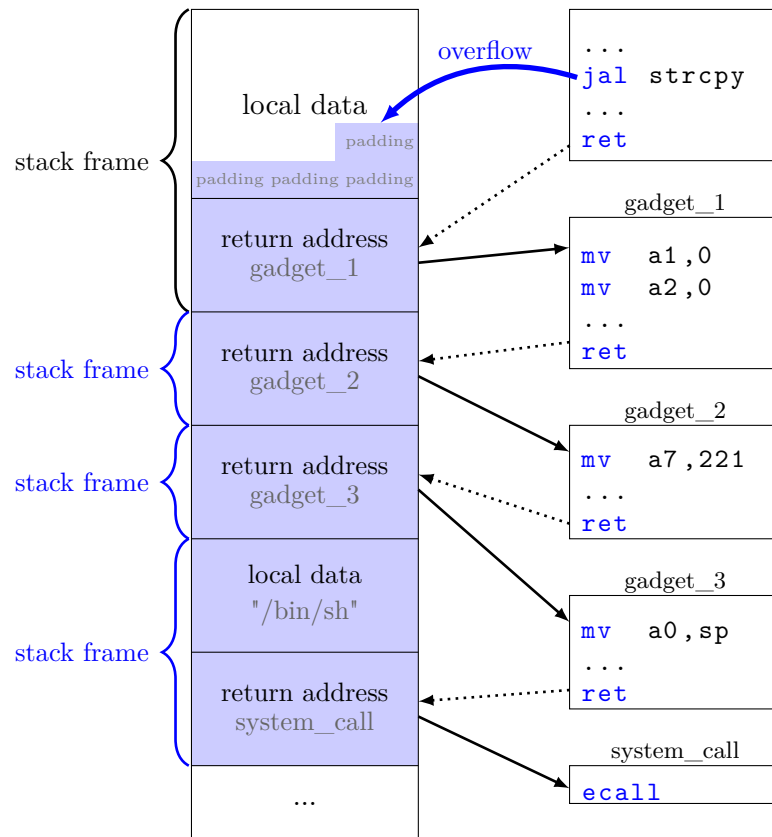 overflow
...
jal strcpy
...
ret
local data
padding
padding padding padding
stack frame
return address
gadget_1
gadget_1
mv a1,0
mv a2,0
...
ret
stack frame
return address
gadget_2
gadget_2
mv a7,221
...
ret
stack frame
return address
gadget_3
gadget_3
mv a0,sp
...
ret
stack frame
local data
"/bin/sh"
return address
system_call
system_call
ecall
...